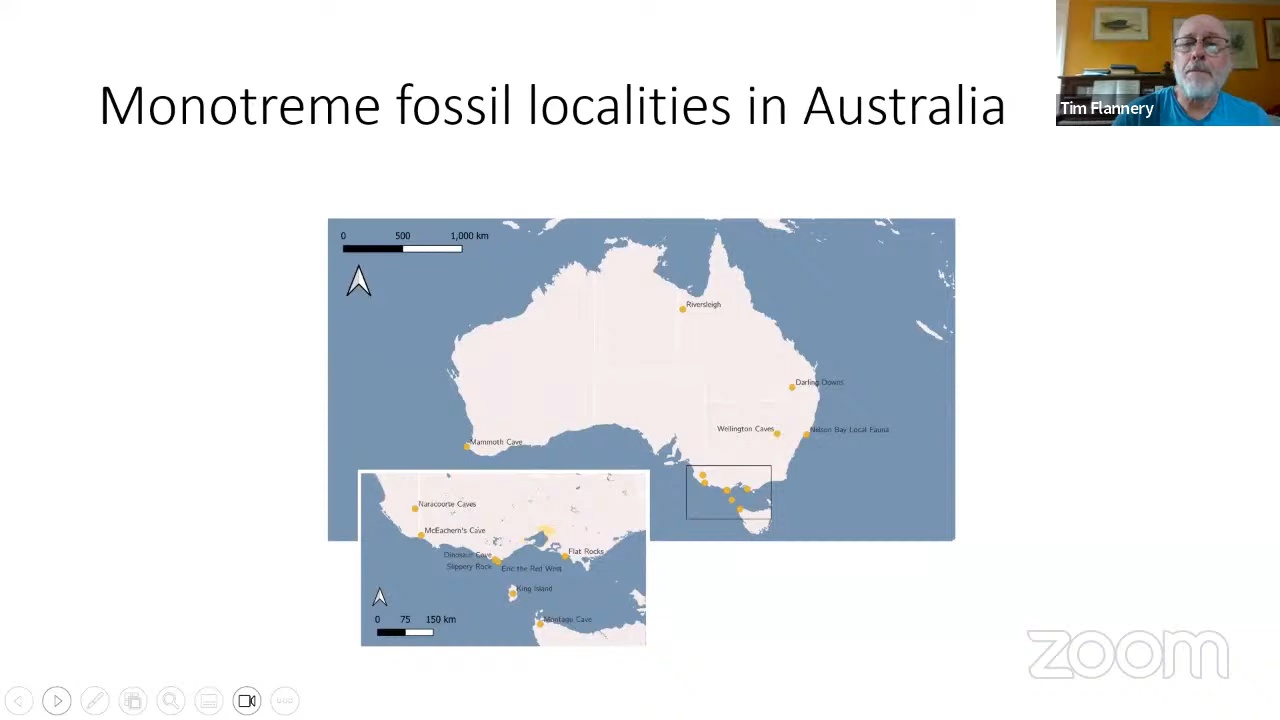 Monotreme fossil localities in Australia
Tim Flannery
0 500 1,000 km
Riversleigh
Darling Downs
Wellington Caves
Nelson Bay Local Fauna
Mammoth Cave
Naracoorte Caves
McEachern's Cave
Dinosaur Cove
Slippery Rock
Eric the Red West
Flat Rocks
King Island
Montagu Cave
0 75 150 km
zoom